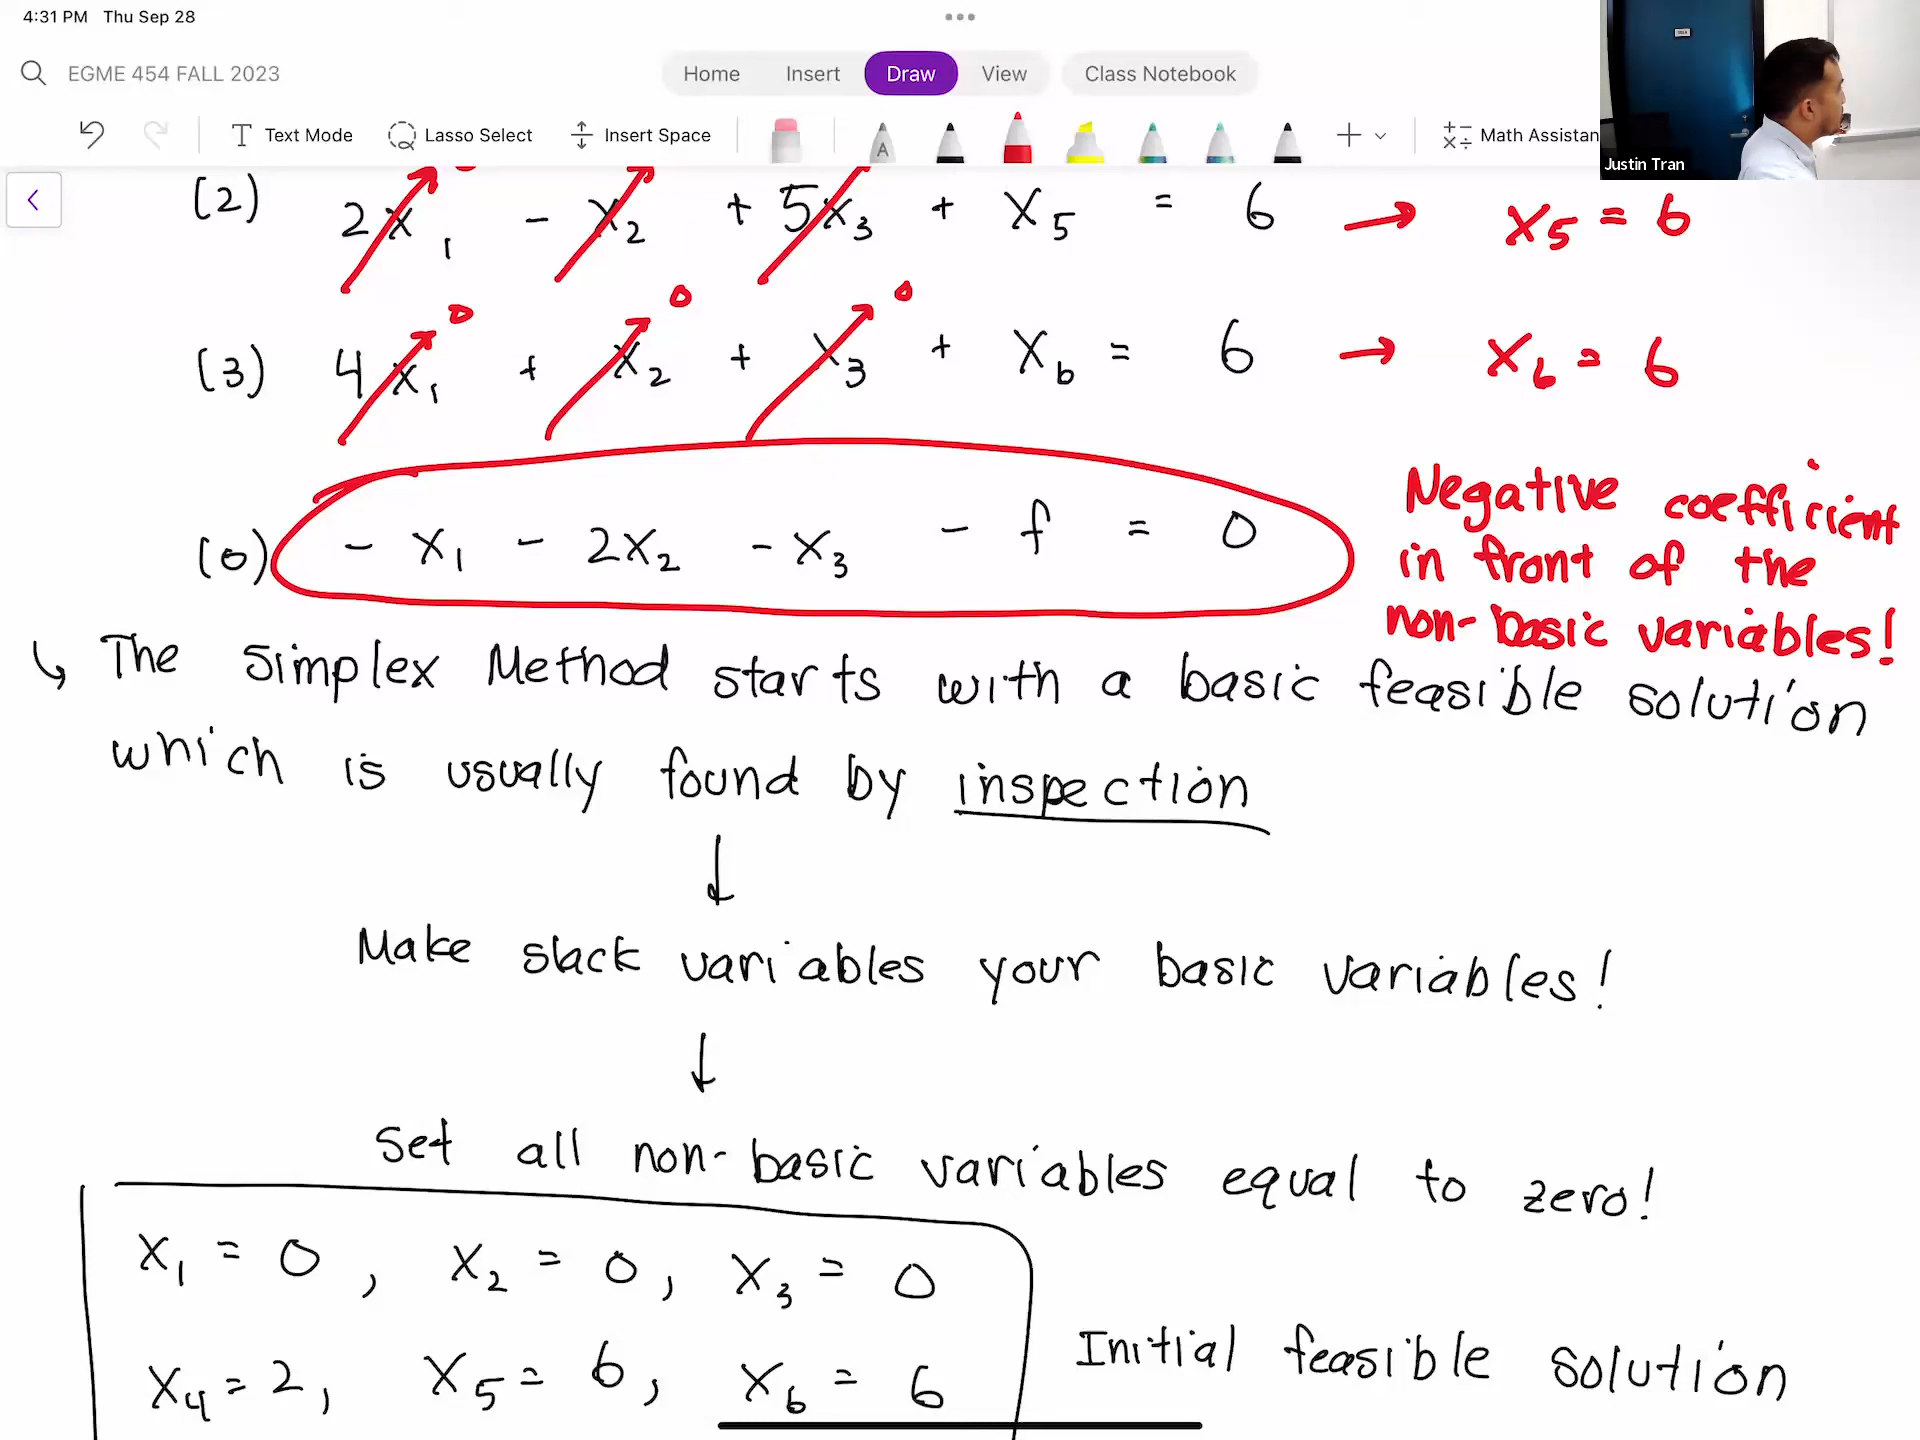 4:31 PM Thu Sep 28
EGME 454 FALL 2023
Home Insert Draw View Class Notebook
Text Mode Lasso Select Insert Space A Math Assistan
Justin Tran
(2) 2x₁ - x₂ + 5x₃ + x₅ = 6 → x₅ = 6
0 0 0
(3) 4x₁ + x₂ + x₃ + x₆ = 6 → x₆ = 6
(0) - x₁ - 2x₂ - x₃ - f = 0
Negative coefficient
in front of the
non-basic variables!
↳ The Simplex Method starts with a basic feasible solution
which is usually found by inspection
↓
Make slack variables your basic variables!
↓
Set all non-basic variables equal to zero!
x₁ = 0, x₂ = 0, x₃ = 0
x₄ = 2, x₅ = 6, x₆ = 6
Initial feasible solution